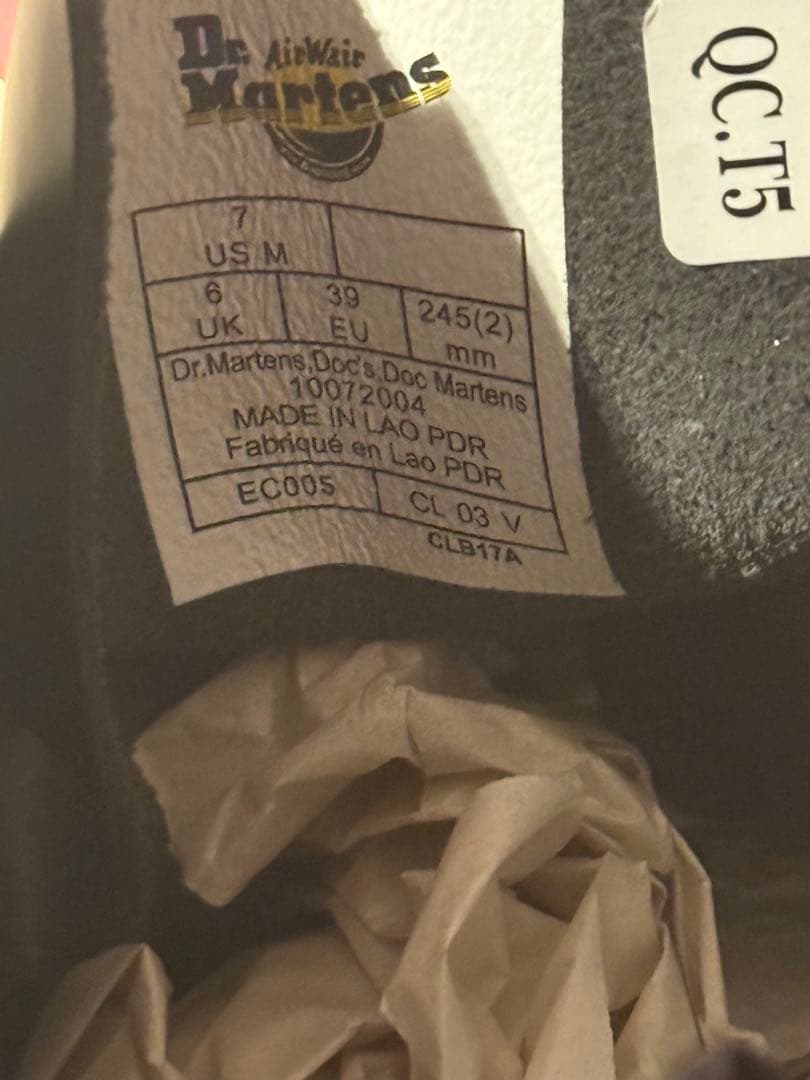 Dr. AirWair
Martens
7
US M
6
UK
39
EU
245(2)
mm
Dr.Martens,Doc's,Doc Martens
10072004
MADE IN LAO PDR
Fabriqué en Lao PDR
EC005
CL 03 V
CLB17A
QC.T5